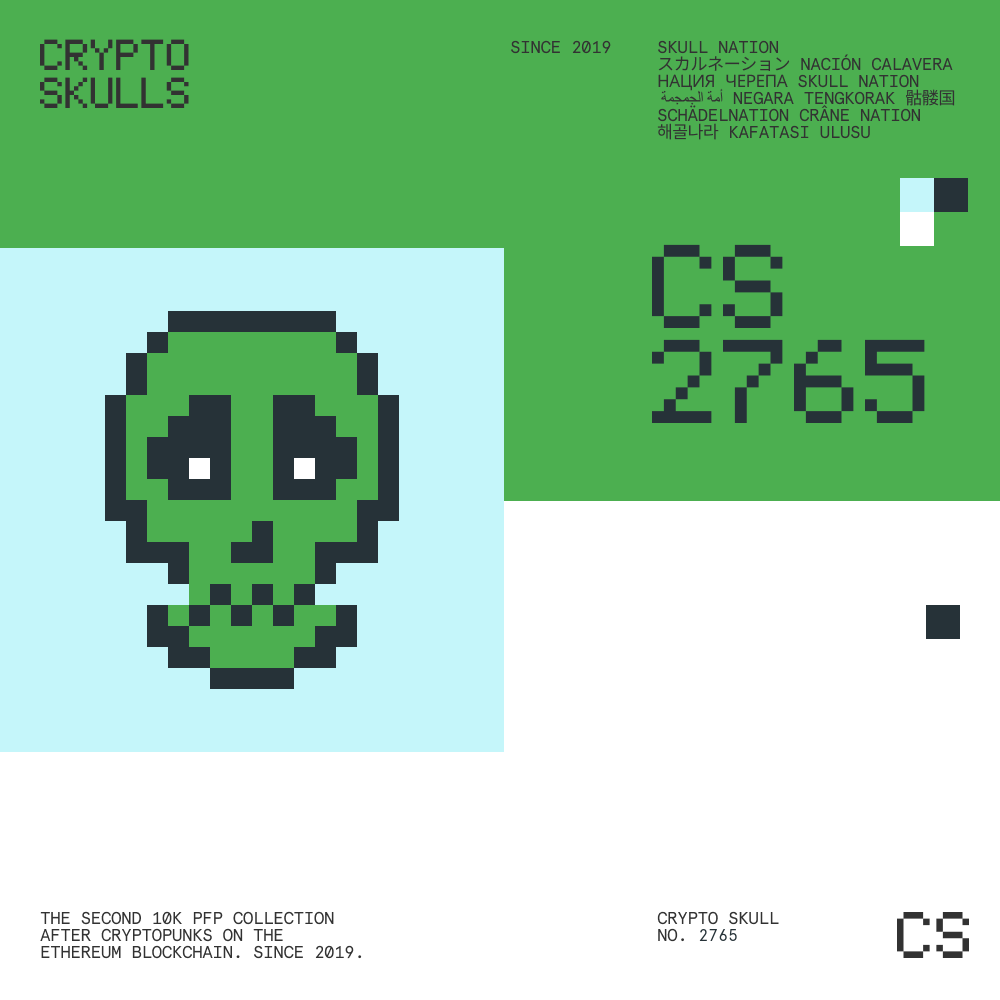 CRYPTO
SKULLS
SINCE 2019
SKULL NATION
スカルネーション NACIÓN CALAVERA
НАЦИЯ ЧЕРЕПА SKULL NATION
أمة الجمجمة NEGARA TENGKORAK 骷髅国
SCHÄDELNATION CRÂNE NATION
해골나라 KAFATASI ULUSU
CS
2765
THE SECOND 10K PFP COLLECTION
AFTER CRYPTOPUNKS ON THE
ETHEREUM BLOCKCHAIN. SINCE 2019.
CRYPTO SKULL
NO. 2765
CS